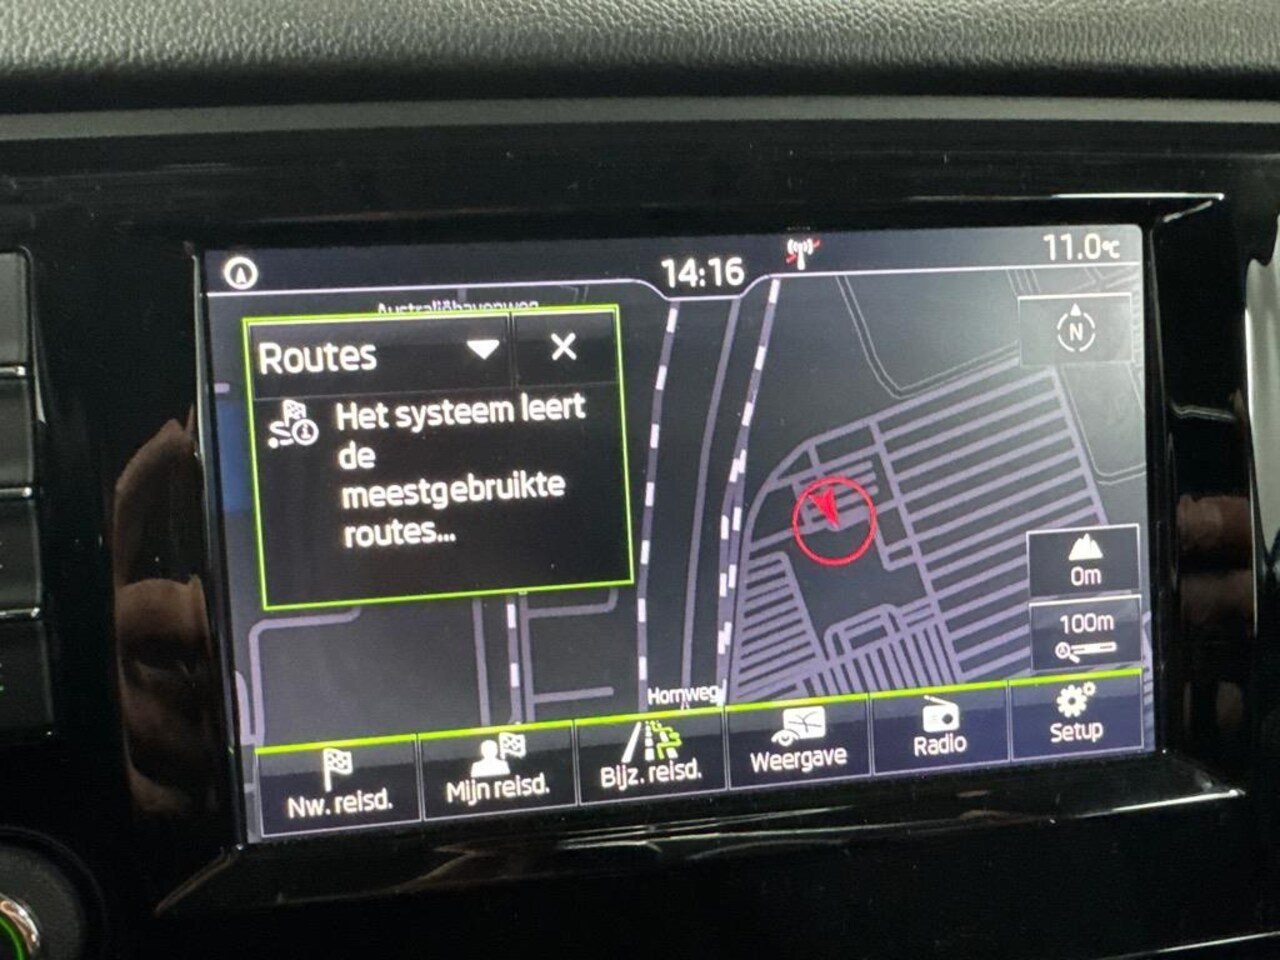 14:16
11.0°C
Australiëhavenweg
Routes
N
Het systeem leert
de
meestgebruikte
routes...
0m
100m
Hornweg
Nw. reisd.
Mijn reisd.
Bijz. reisd.
Weergave
Radio
Setup